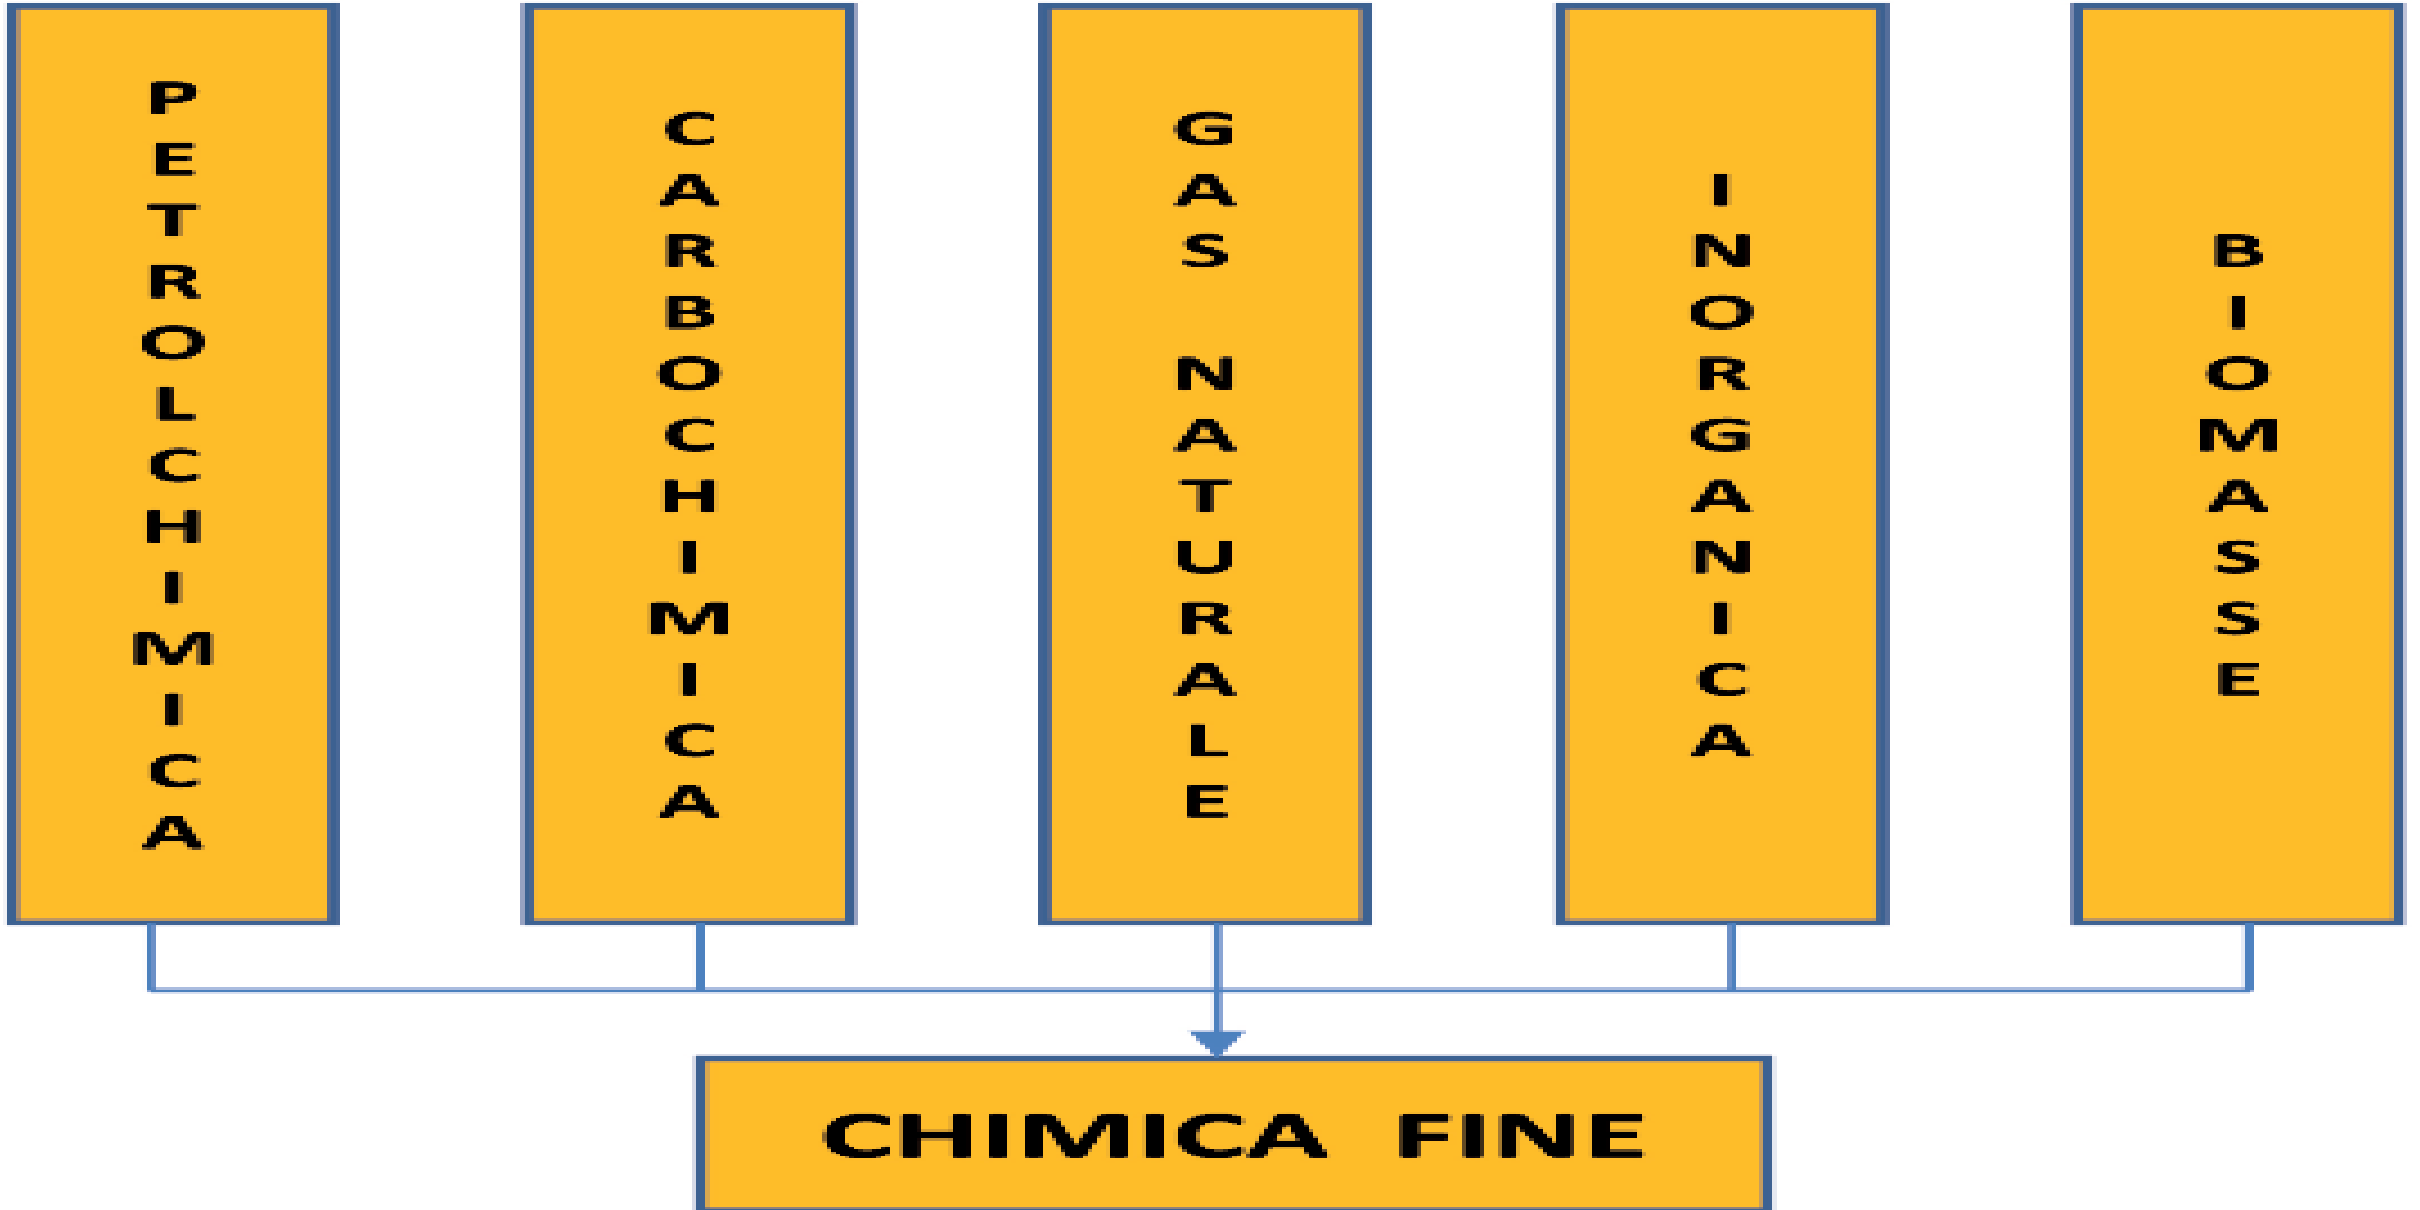 PETROLCHIMICA
CARBOCHIMICA
GAS NATURALE
INORGANICA
BIOMASSE
CHIMICA FINE